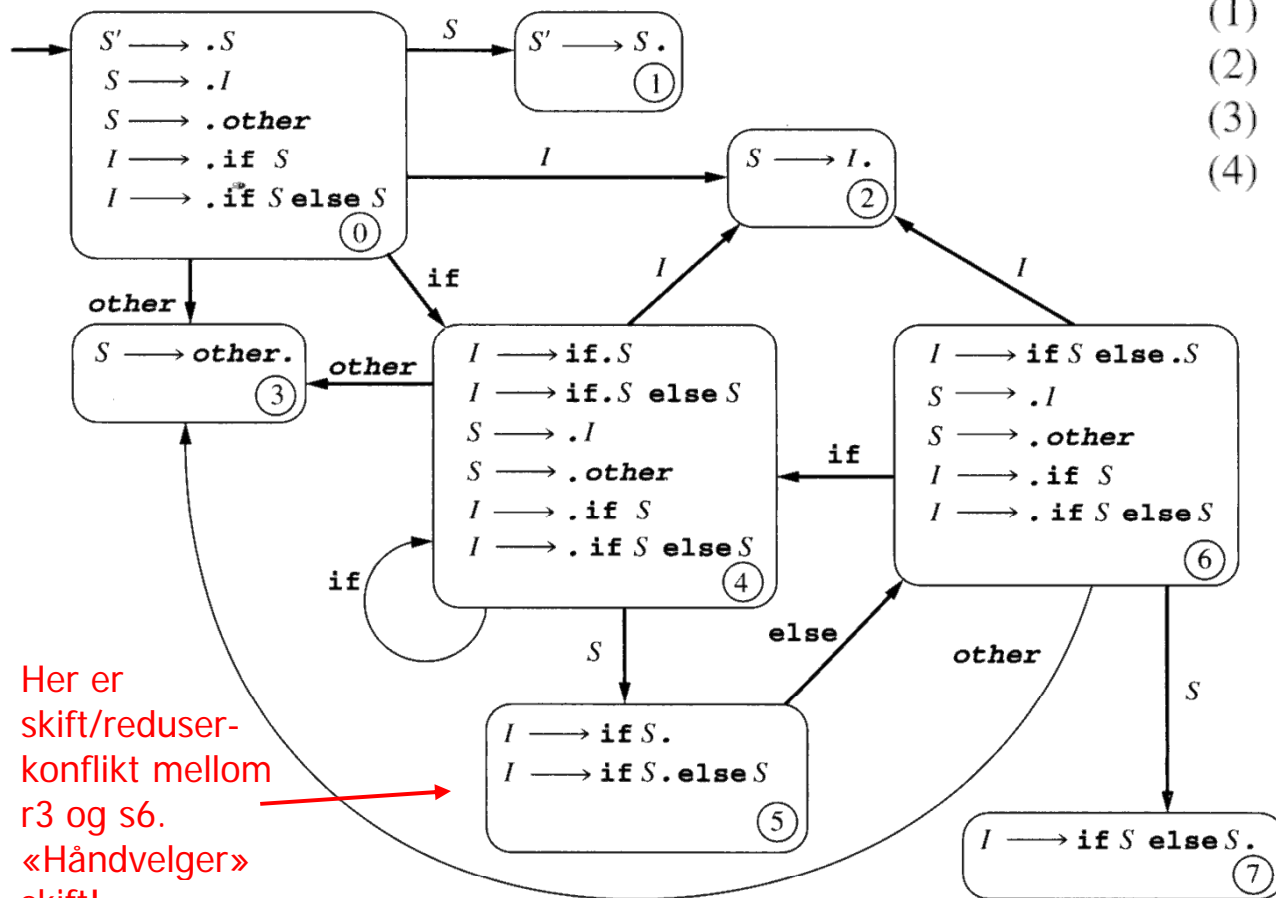 S' ⟶ .S
S ⟶ .I
S ⟶ .other
I ⟶ .if S
I ⟶ .if S else S
0
S
S' ⟶ S.
1
(1)
(2)
(3)
(4)
I
S ⟶ I.
2
other
if
I
I
S ⟶ other.
3
other
I ⟶ if.S
I ⟶ if.S else S
S ⟶ .I
S ⟶ .other
I ⟶ .if S
I ⟶ .if S else S
4
if
if
I ⟶ if S else.S
S ⟶ .I
S ⟶ .other
I ⟶ .if S
I ⟶ .if S else S
6
S
else
other
S
Her er
skift/reduser-
konflikt mellom
r3 og s6.
«Håndvelger»
skift!
I ⟶ if S.
I ⟶ if S.else S
5
I ⟶ if S else S.
7